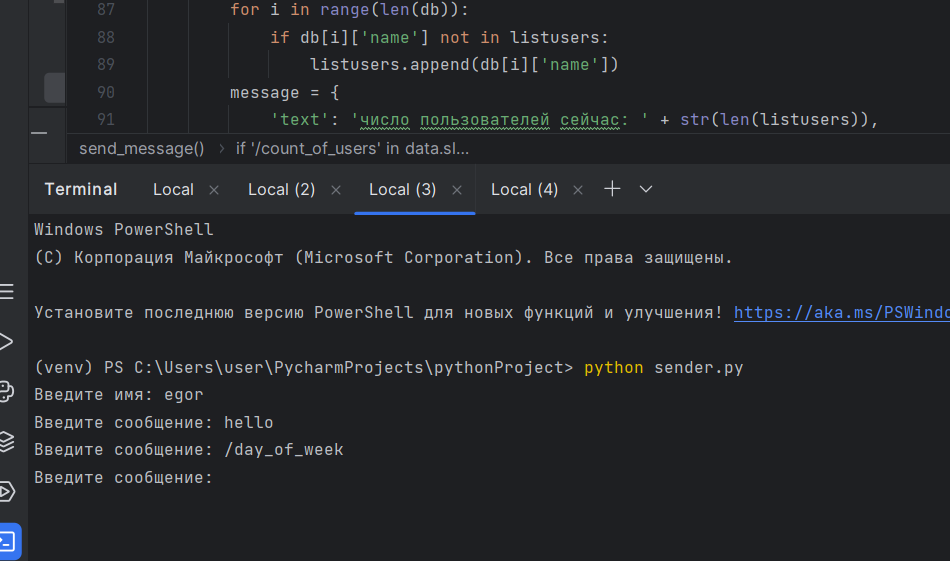 87 for i in range(len(db)):
88 if db[i]['name'] not in listusers:
89 listusers.append(db[i]['name'])
90 message = {
91 'text': 'число пользователей сейчас: ' + str(len(listusers)),
send_message() › if '/count_of_users' in data.sl...
Terminal Local × Local (2) × Local (3) × Local (4) × +
Windows PowerShell
(C) Корпорация Майкрософт (Microsoft Corporation). Все права защищены.
Установите последнюю версию PowerShell для новых функций и улучшения! https://aka.ms/PSWindo
(venv) PS C:\Users\user\PycharmProjects\pythonProject> python sender.py
Введите имя: egor
Введите сообщение: hello
Введите сообщение: /day_of_week
Введите сообщение: